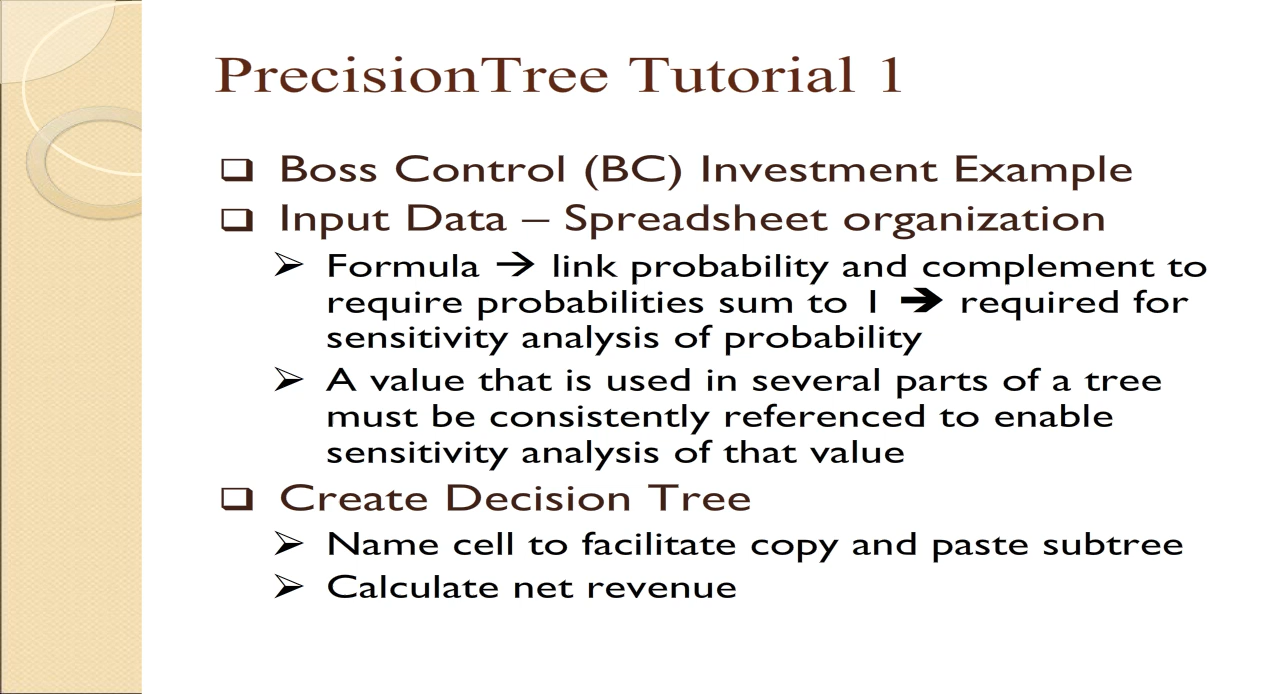 PrecisionTree Tutorial 1
❑ Boss Control (BC) Investment Example
❑ Input Data – Spreadsheet organization
➢ Formula → link probability and complement to
require probabilities sum to 1 ➔ required for
sensitivity analysis of probability
➢ A value that is used in several parts of a tree
must be consistently referenced to enable
sensitivity analysis of that value
❑ Create Decision Tree
➢ Name cell to facilitate copy and paste subtree
➢ Calculate net revenue